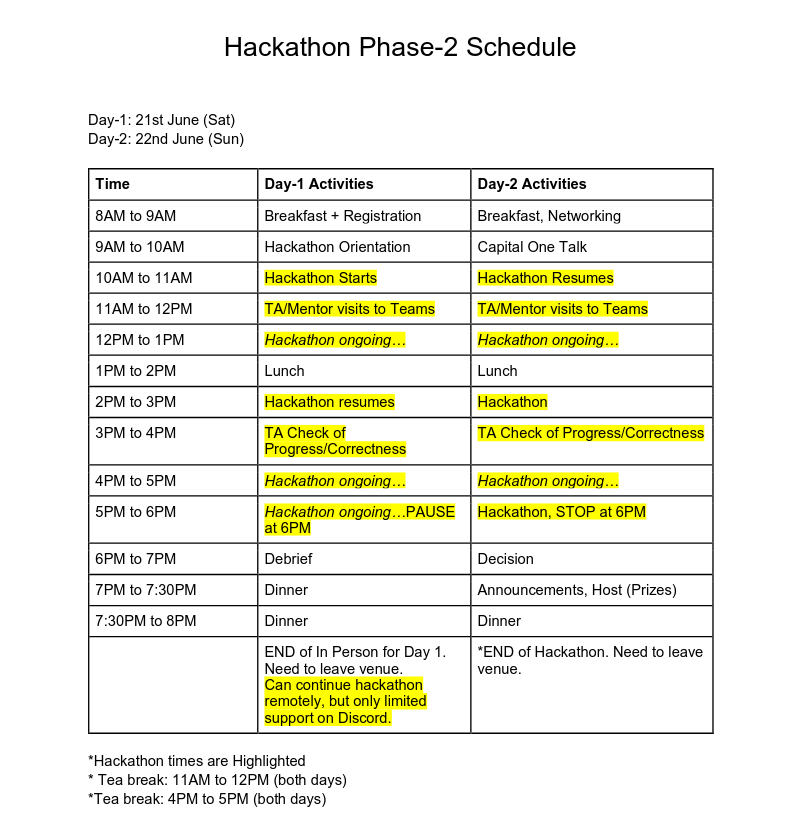 Hackathon Phase-2 Schedule
Day-1: 21st June (Sat)
Day-2: 22nd June (Sun)
Time Day-1 Activities Day-2 Activities
8AM to 9AM Breakfast + Registration Breakfast, Networking
9AM to 10AM Hackathon Orientation Capital One Talk
10AM to 11AM Hackathon Starts Hackathon Resumes
11AM to 12PM TA/Mentor visits to Teams TA/Mentor visits to Teams
12PM to 1PM Hackathon ongoing… Hackathon ongoing…
1PM to 2PM Lunch Lunch
2PM to 3PM Hackathon resumes Hackathon
3PM to 4PM TA Check of TA Check of Progress/Correctness
Progress/Correctness
4PM to 5PM Hackathon ongoing… Hackathon ongoing…
5PM to 6PM Hackathon ongoing…PAUSE Hackathon, STOP at 6PM
at 6PM
6PM to 7PM Debrief Decision
7PM to 7:30PM Dinner Announcements, Host (Prizes)
7:30PM to 8PM Dinner Dinner
END of In Person for Day 1. *END of Hackathon. Need to leave
Need to leave venue. venue.
Can continue hackathon
remotely, but only limited
support on Discord.
*Hackathon times are Highlighted
* Tea break: 11AM to 12PM (both days)
*Tea break: 4PM to 5PM (both days)